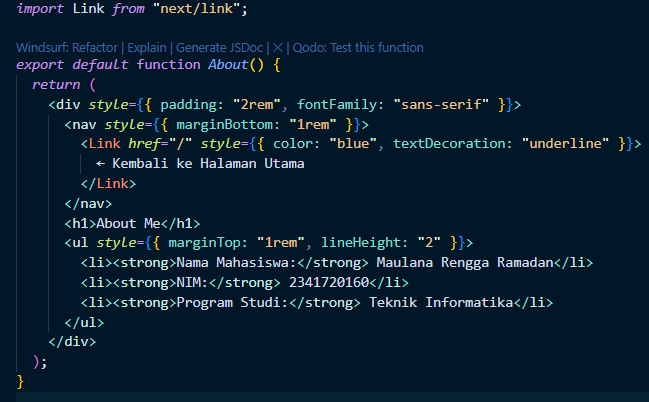 import Link from "next/link";
Windsurf: Refactor | Explain | Generate JSDoc | × | Qodo: Test this function
export default function About() {
  return (
    <div style={{ padding: "2rem", fontFamily: "sans-serif" }}>
      <nav style={{ marginBottom: "1rem" }}>
        <Link href="/" style={{ color: "blue", textDecoration: "underline" }}>
          ← Kembali ke Halaman Utama
        </Link>
      </nav>
      <h1>About Me</h1>
      <ul style={{ marginTop: "1rem", lineHeight: "2" }}>
        <li><strong>Nama Mahasiswa:</strong> Maulana Rengga Ramadan</li>
        <li><strong>NIM:</strong> 2341720160</li>
        <li><strong>Program Studi:</strong> Teknik Informatika</li>
      </ul>
    </div>
  );
}